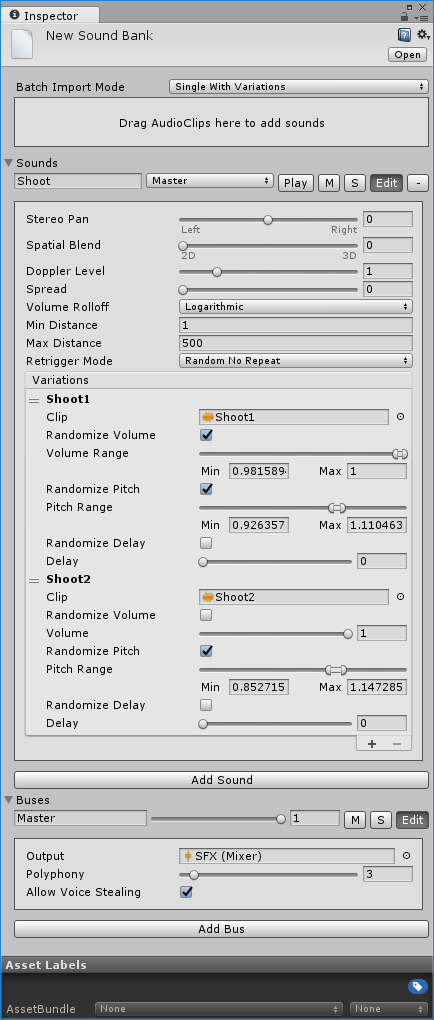 Inspector
New Sound Bank
Open
Batch Import Mode Single With Variations
Drag AudioClips here to add sounds
Sounds
Shoot Master Play M S Edit -
Stereo Pan 0
Left Right
Spatial Blend 0
2D 3D
Doppler Level 1
Spread 0
Volume Rolloff Logarithmic
Min Distance 1
Max Distance 500
Retrigger Mode Random No Repeat
Variations
Shoot1
Clip Shoot1
Randomize Volume
Volume Range
Min 0.981589 Max 1
Randomize Pitch
Pitch Range
Min 0.926357 Max 1.110463
Randomize Delay
Delay 0
Shoot2
Clip Shoot2
Randomize Volume
Volume 1
Randomize Pitch
Pitch Range
Min 0.852715 Max 1.147285
Randomize Delay
Delay 0
+ −
Add Sound
Buses
Master 1 M S Edit
Output SFX (Mixer)
Polyphony 3
Allow Voice Stealing
Add Bus
Asset Labels
AssetBundle None None